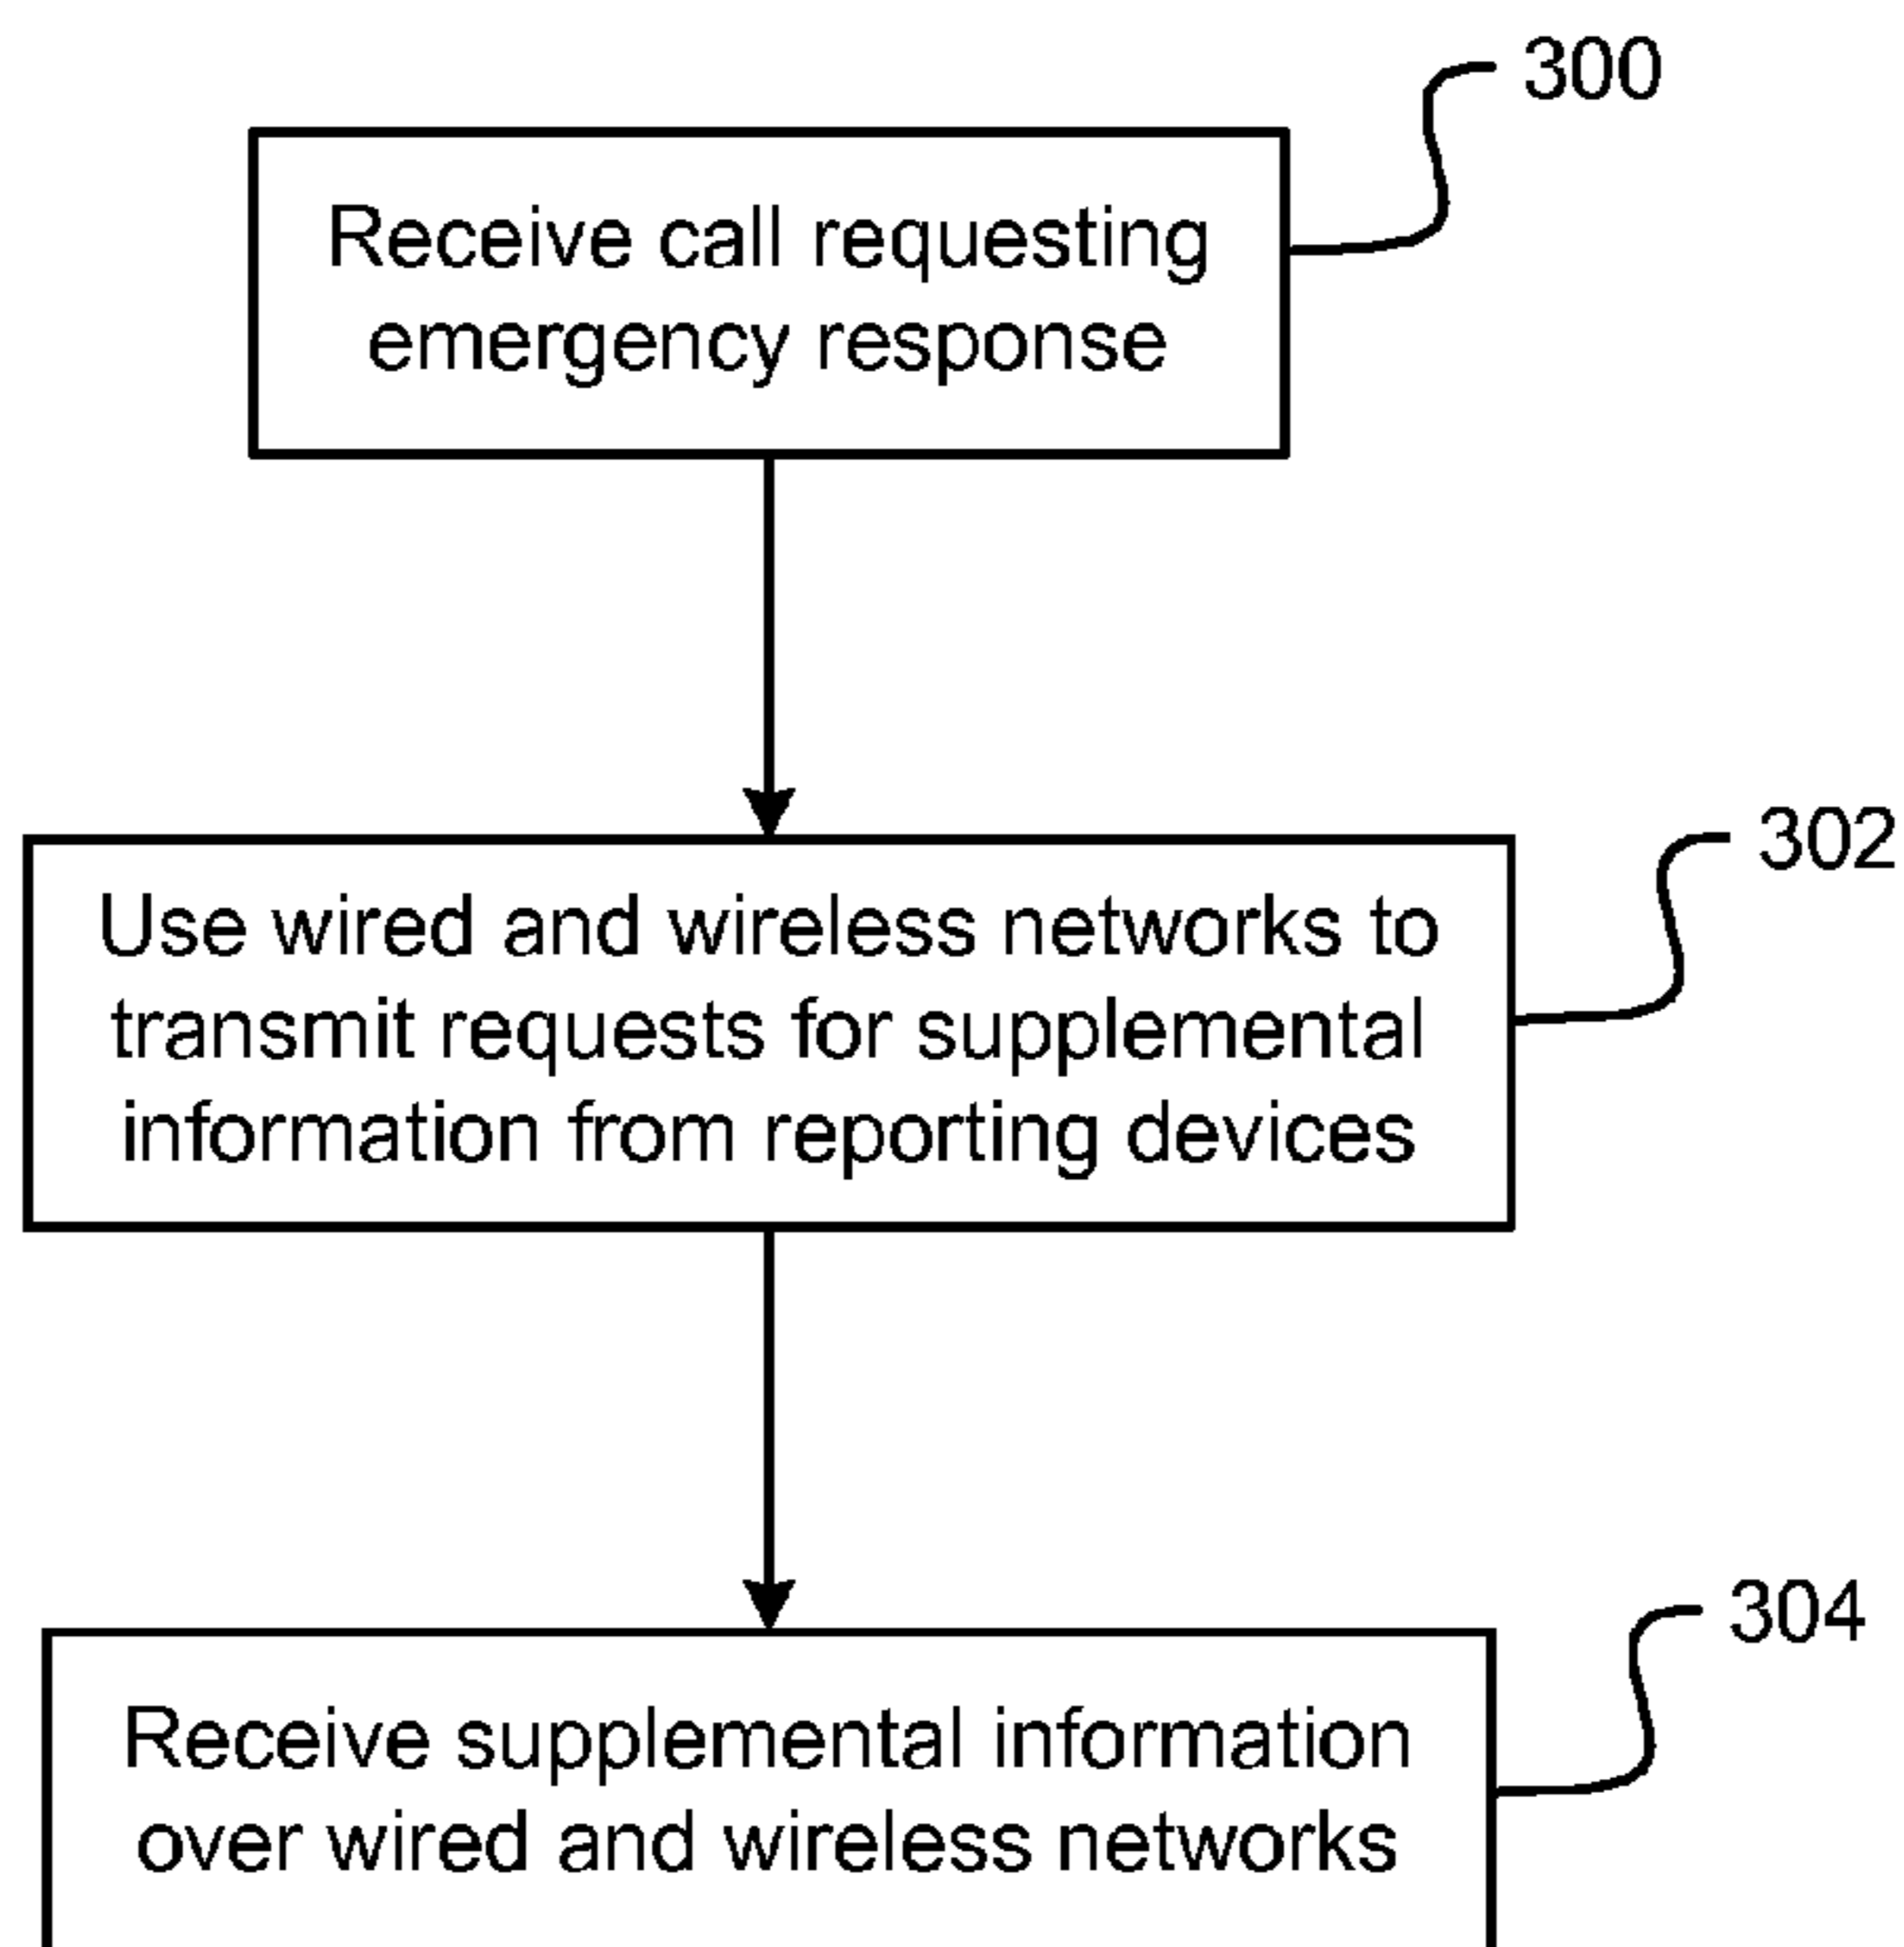 300
Receive call requesting
emergency response
302
Use wired and wireless networks to
transmit requests for supplemental
information from reporting devices
304
Receive supplemental information
over wired and wireless networks